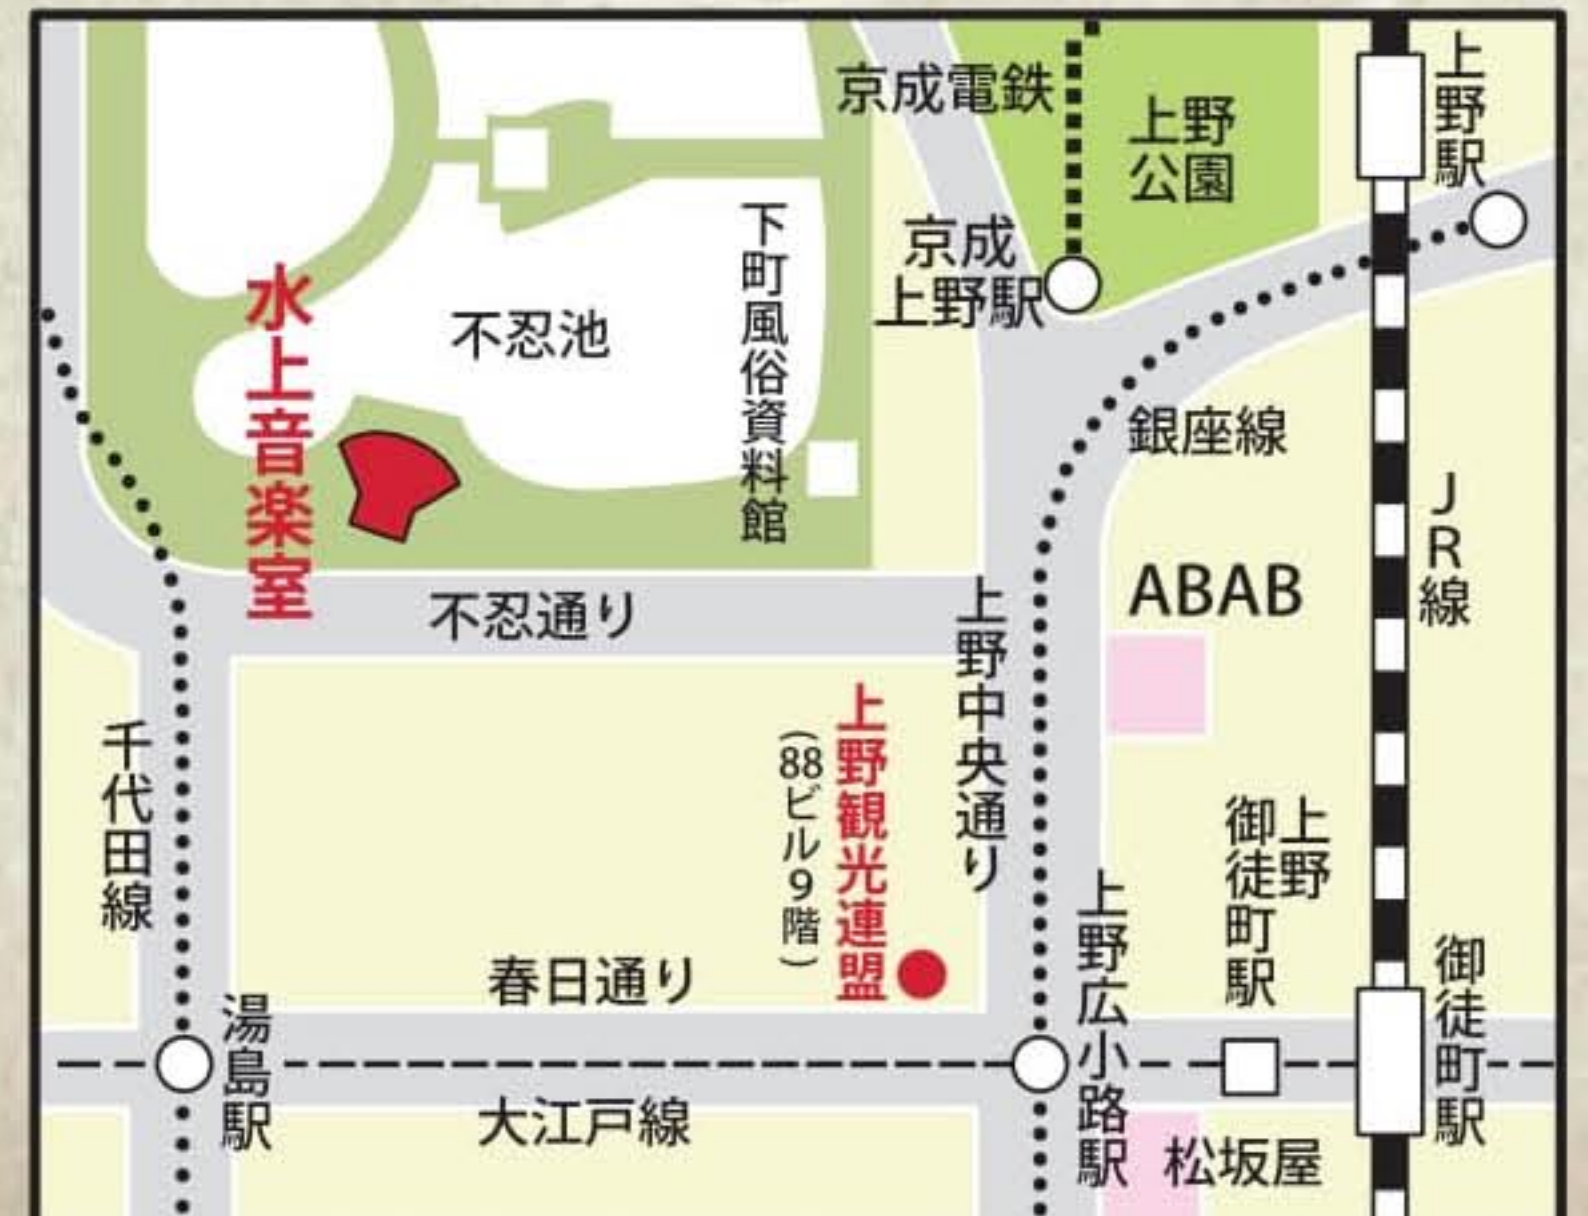 京成電鉄
上野
公園
上野駅
京成
上野駅
下町風俗資料館
不忍池
水上音楽室
銀座線
JR線
ABAB
不忍通り
上野中央通り
上野観光連盟
(88ビル9階)
千代田線
上野
御徒町駅
御徒町駅
上野広小路駅
春日通り
湯島駅
大江戸線
松坂屋